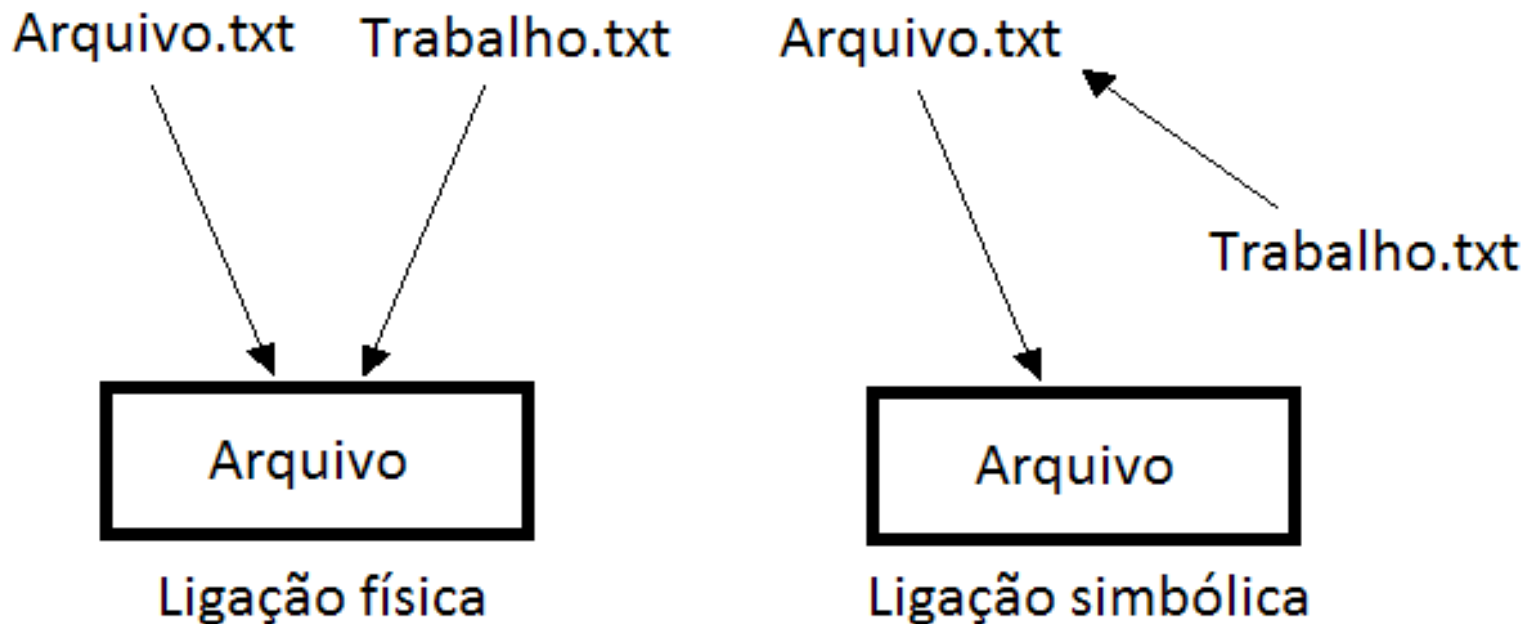 Arquivo.txt Trabalho.txt
Arquivo
Ligação física
Arquivo.txt
Trabalho.txt
Arquivo
Ligação simbólica